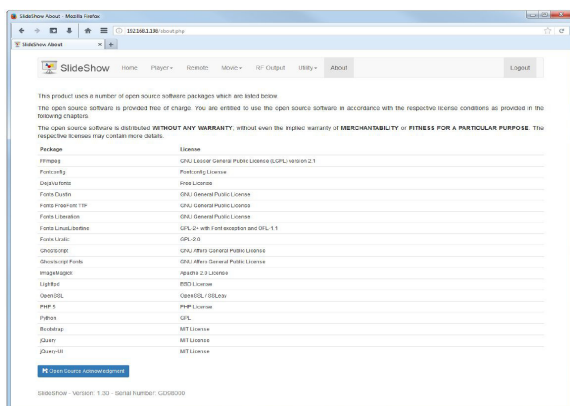 SlideShow About - Mozilla Firefox
192.168.1.136/about.php
SlideShow About
SlideShow Home Player Remote Movie RF Output Utility About Logout
This product uses a number of open source software packages which are listed below.
The open source software is provided free of charge. You are entitled to use the open source software in accordance with the respective license conditions as provided in the
following chapters.
The open source software is distributed WITHOUT ANY WARRANTY, without even the implied warranty of MERCHANTABILITY or FITNESS FOR A PARTICULAR PURPOSE. The
respective licenses may contain more details.
Package License
FFmpeg GNU Lesser General Public License (LGPL) version 2.1
Fontconfig Fontconfig License
Dejavu fonts Free License
Fonts Dustin GNU General Public License
Fonts FreeFont TTF GNU General Public License
Fonts Liberation GNU General Public License
Fonts LinuxLibertine GPL-2+ with Font exception and OFL-1.1
Fonts Uralic GPL-2.0
Ghostscript GNU Affero General Public License
Ghostscript Fonts GNU Affero General Public License
ImageMagick Apache 2.0 License
Lighttpd BSD License
OpenSSL OpenSSL / SSLeay
PHP 5 PHP License
Python GPL
Bootstrap MIT License
jQuery MIT License
jQuery-UI MIT License
Open Source Acknowledgment
SlideShow - Version: 1.39 - Serial Number: